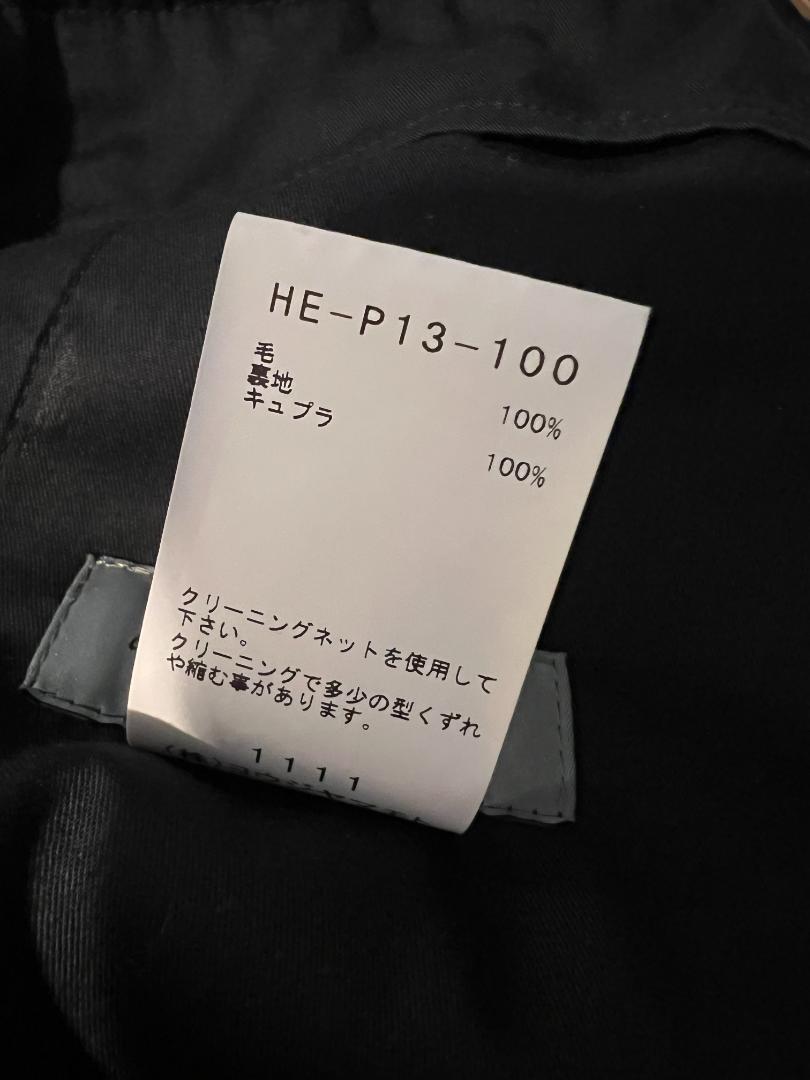 HE-P13-100
毛 100%
裏地
キュプラ 100%
クリーニングネットを使用して
下さい。
クリーニングで多少の型くずれ
や縮む事があります。
1111